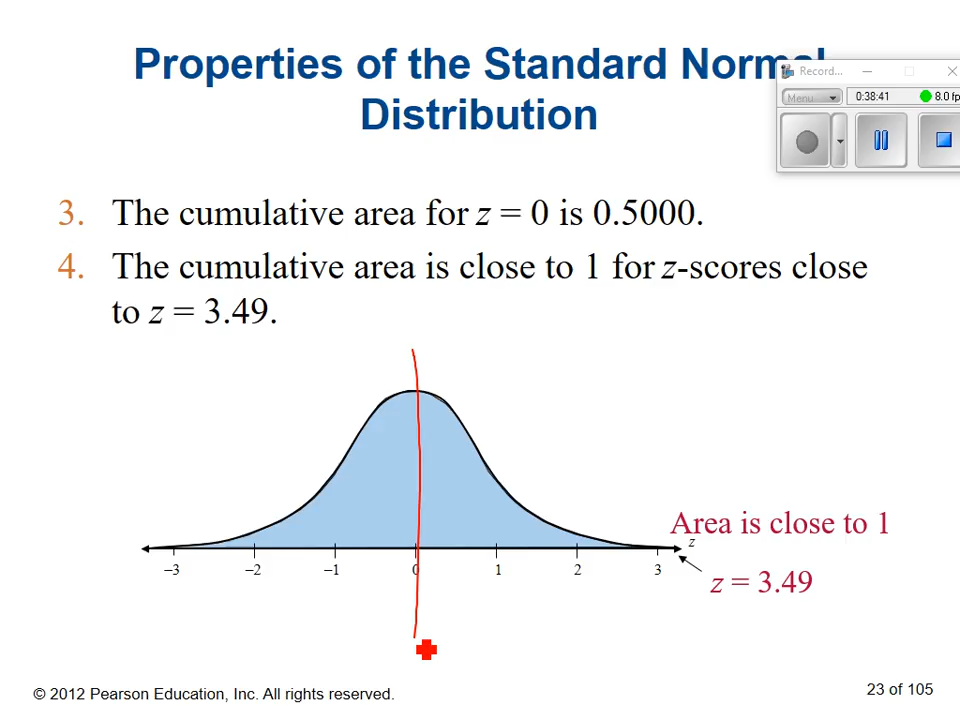 Properties of the Standard Norm
Distribution
Record...
Menu
0:38:41
8.0 fp
3. The cumulative area for z = 0 is 0.5000.
4. The cumulative area is close to 1 for z-scores close
to z = 3.49.
Area is close to 1
z
−3 −2 −1 0 1 2 3
z = 3.49
© 2012 Pearson Education, Inc. All rights reserved.
23 of 105